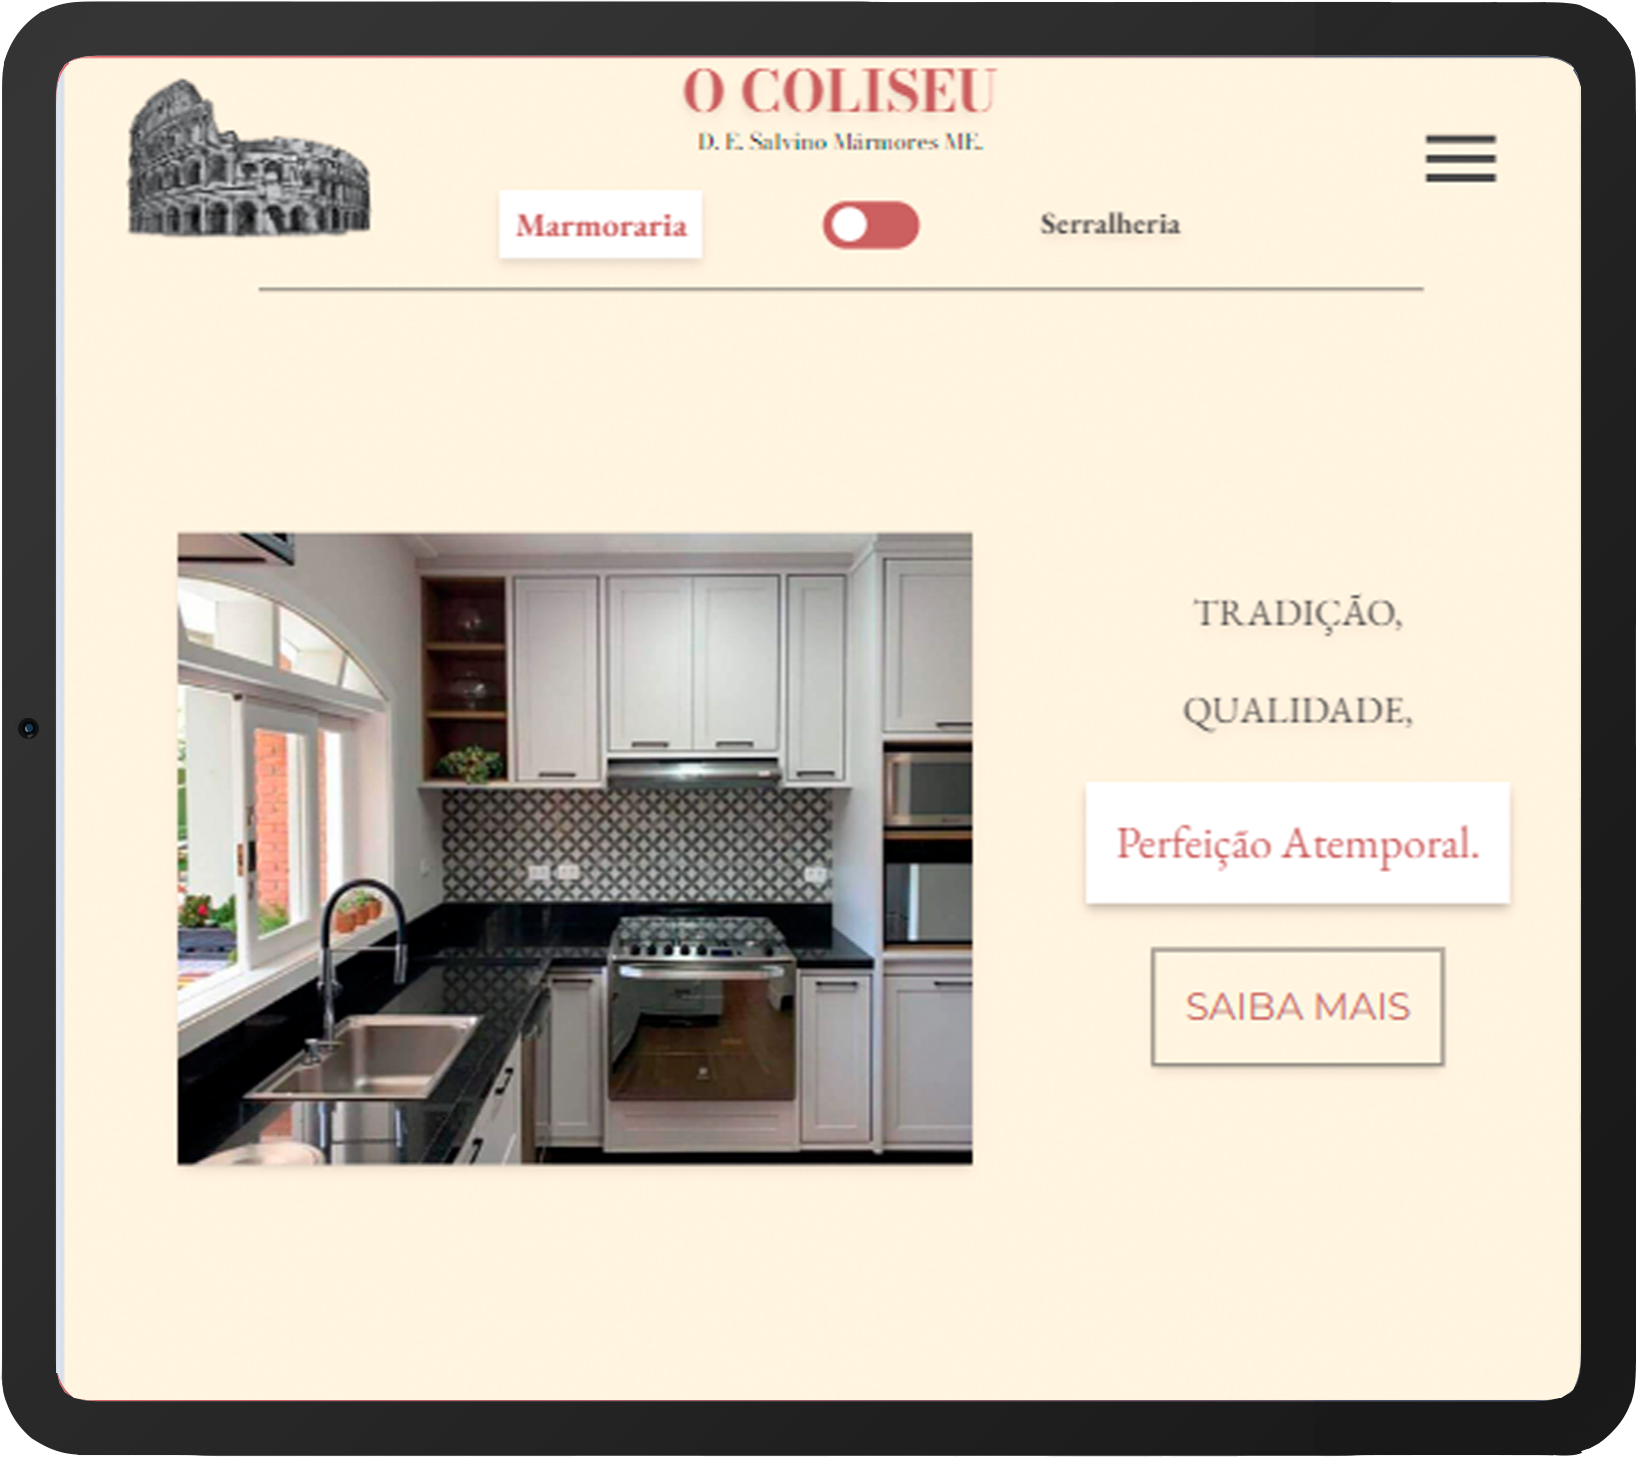 O COLISEU
D. E. Salvino Mármores ME.
Marmoraria
Serralheria
TRADIÇÃO,
QUALIDADE,
Perfeição Atemporal.
SAIBA MAIS